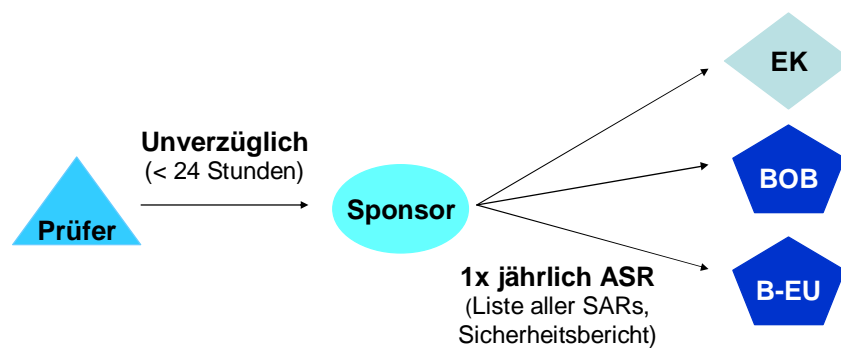 EK
Unverzüglich
(< 24 Stunden)
BOB
Prüfer
Sponsor
1x jährlich ASR
(Liste aller SARs,
Sicherheitsbericht)
B-EU